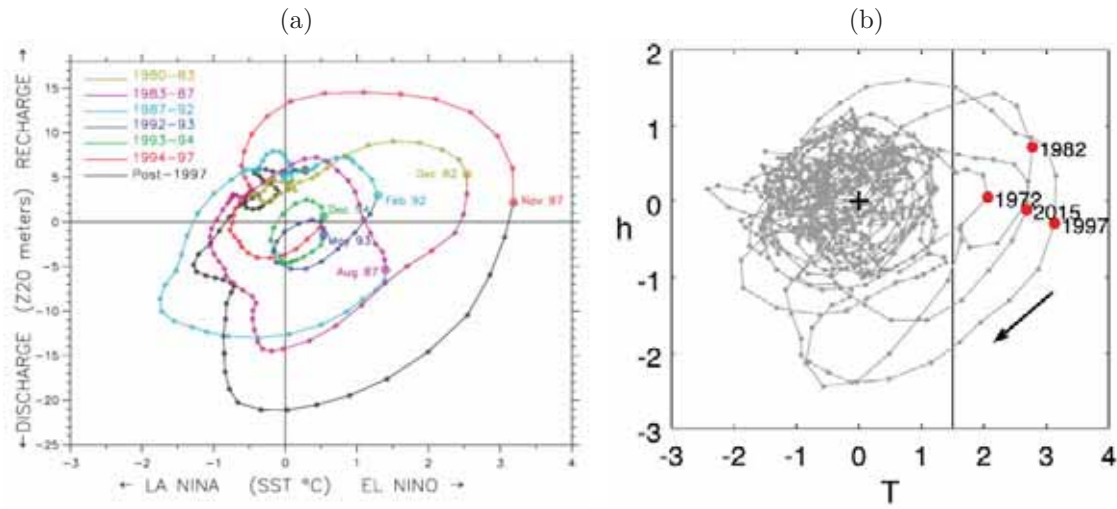 (a)
(b)
←DISCHARGE (Z20 meters) RECHARGE →
15
10
5
0
-5
-10
-15
-20
-25
1980-83
1983-87
1987-92
1992-93
1993-94
1994-97
Post-1997
Dec 82
Nov 97
Feb 92
Dec
May 93
Aug 87
-3 -2 -1 0 1 2 3 4
← LA NINA (SST °C) EL NINO →
2
1
0
-1
-2
-3
h
1982
1972
2015
1997
-3 -2 -1 0 1 2 3 4
T